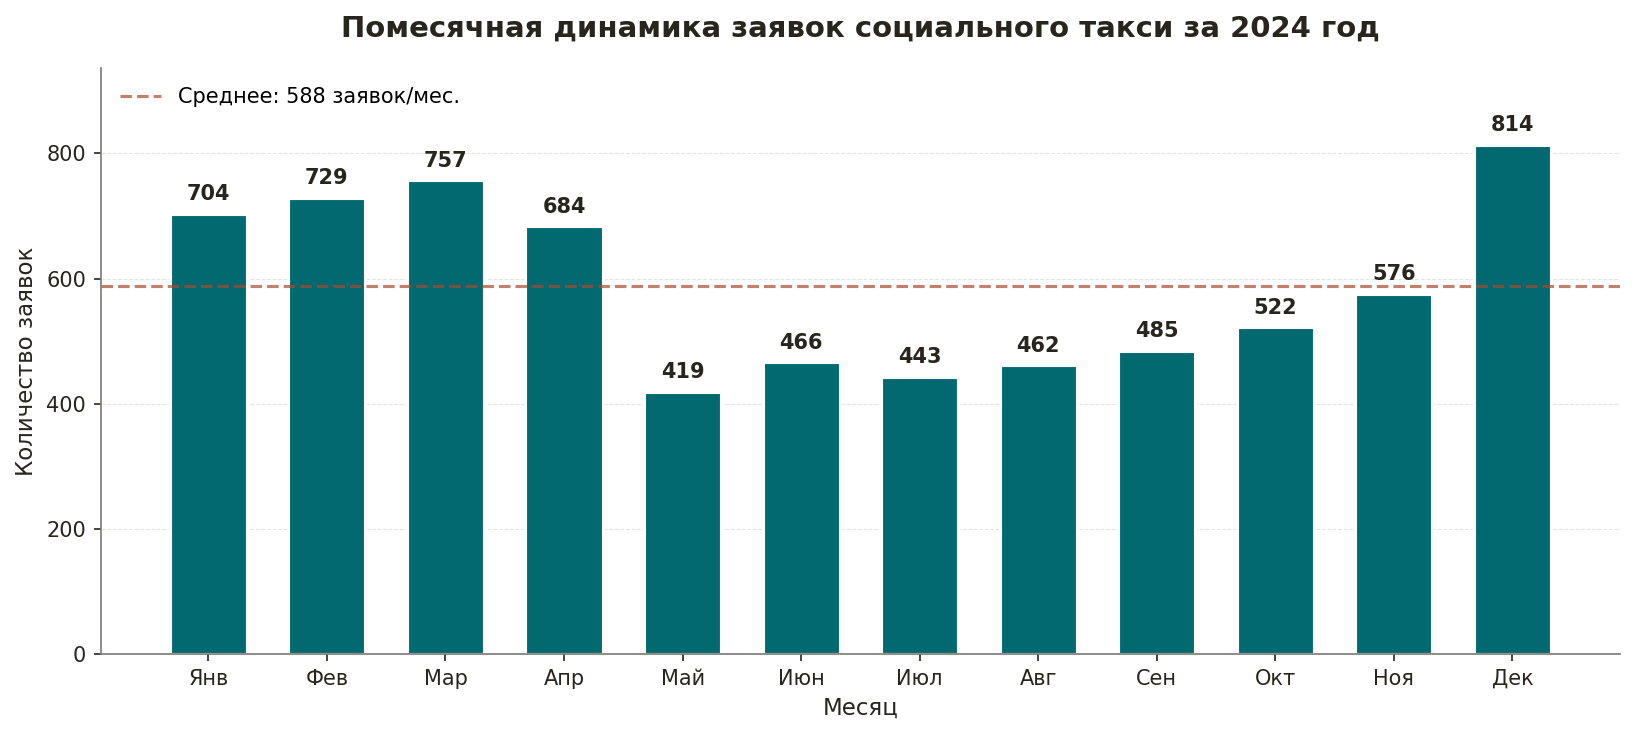 Помесячная динамика заявок социального такси за 2024 год
Среднее: 588 заявок/мес.
Количество заявок
800
600
400
200
0
704
729
757
684
419
466
443
462
485
522
576
814
Янв
Фев
Мар
Апр
Май
Июн
Июл
Авг
Сен
Окт
Ноя
Дек
Месяц